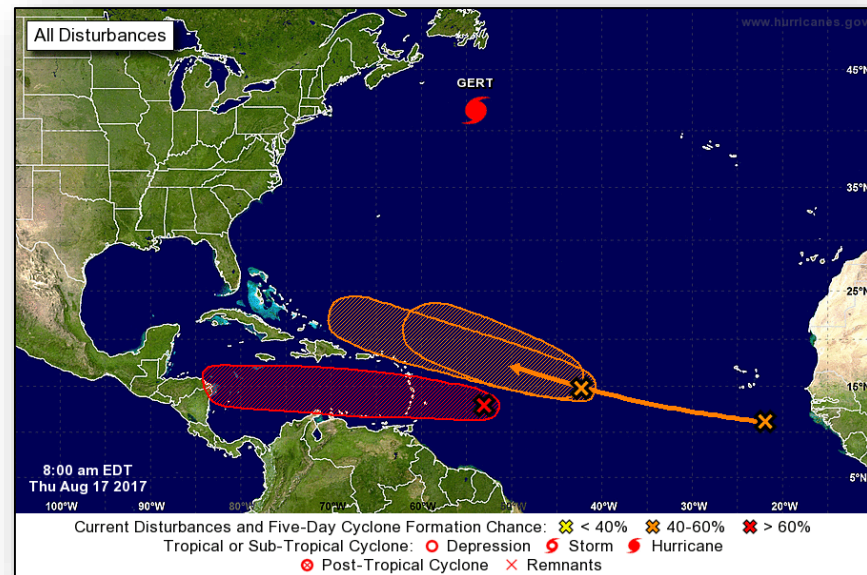 All Disturbances
www.hurricanes.gov
GERT
45°N
35°N
25°N
15°N
5°N
8:00 am EDT
Thu Aug 17 2017
100°W 90°W 80°W 70°W 60°W 50°W 40°W 30°W 20°W
Current Disturbances and Five-Day Cyclone Formation Chance: < 40% 40-60% > 60%
Tropical or Sub-Tropical Cyclone: Depression Storm Hurricane
Post-Tropical Cyclone Remnants